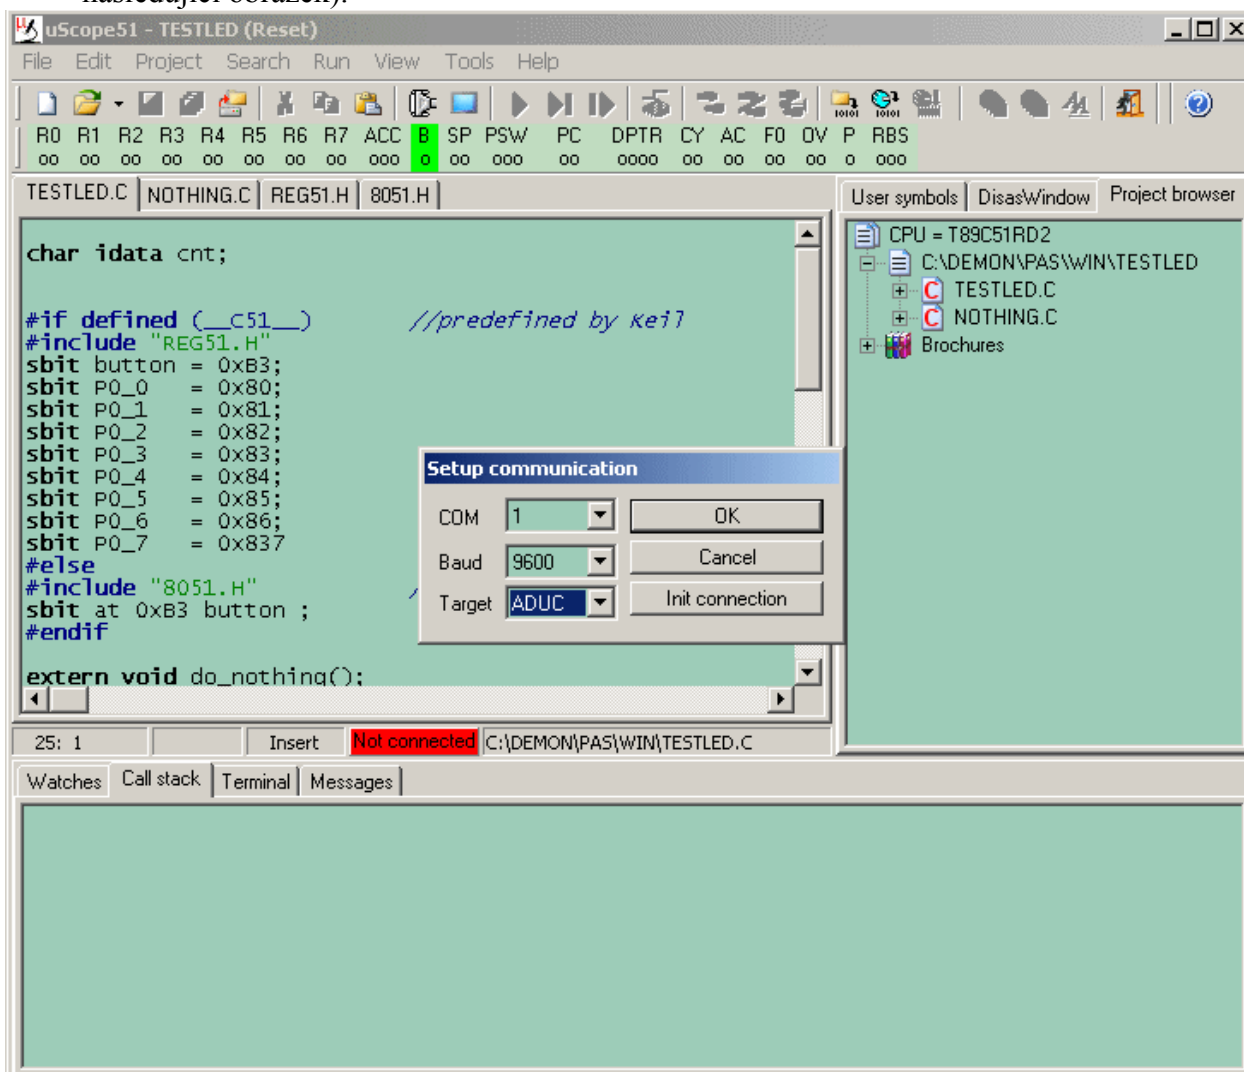 následující obrázek).
uScope51 - TESTLED (Reset)
File Edit Project Search Run View Tools Help
R0 R1 R2 R3 R4 R5 R6 R7 ACC B SP PSW PC DPTR CY AC F0 OV P RBS
00 00 00 00 00 00 00 00 000 0 00 000 00 0000 00 00 00 00 0 000
TESTLED.C NOTHING.C REG51.H 8051.H
char idata cnt;
#if defined (__C51__) //predefined by Keil
#include "REG51.H"
sbit button = 0xB3;
sbit P0_0 = 0x80;
sbit P0_1 = 0x81;
sbit P0_2 = 0x82;
sbit P0_3 = 0x83;
sbit P0_4 = 0x84;
sbit P0_5 = 0x85;
sbit P0_6 = 0x86;
sbit P0_7 = 0x837
#else
#include "8051.H" /
sbit at 0xB3 button ;
#endif
extern void do_nothing();
25: 1 Insert Not connected C:\DEMON\PAS\WIN\TESTLED.C
User symbols DisasWindow Project browser
CPU = T89C51RD2
C:\DEMON\PAS\WIN\TESTLED
TESTLED.C
NOTHING.C
Brochures
Setup communication
COM 1 OK
Baud 9600 Cancel
Target ADUC Init connection
Watches Call stack Terminal Messages